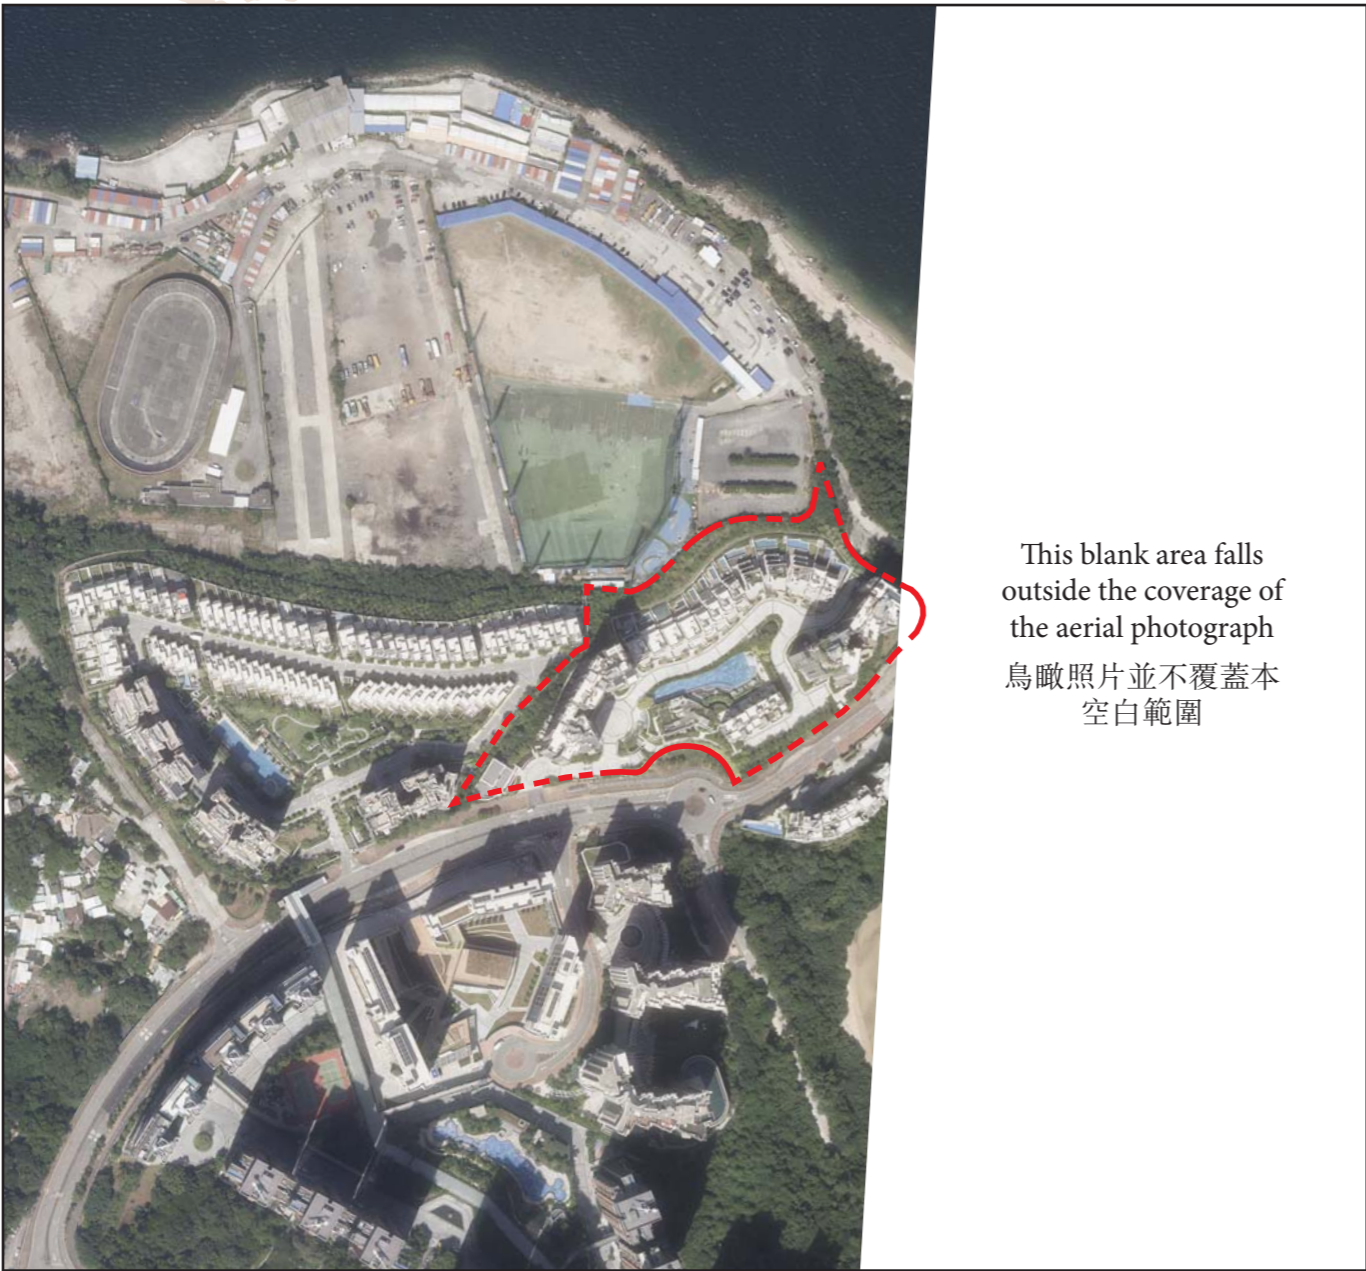 This blank area falls
outside the coverage of
the aerial photograph
鳥瞰照片並不覆蓋本
空白範圍